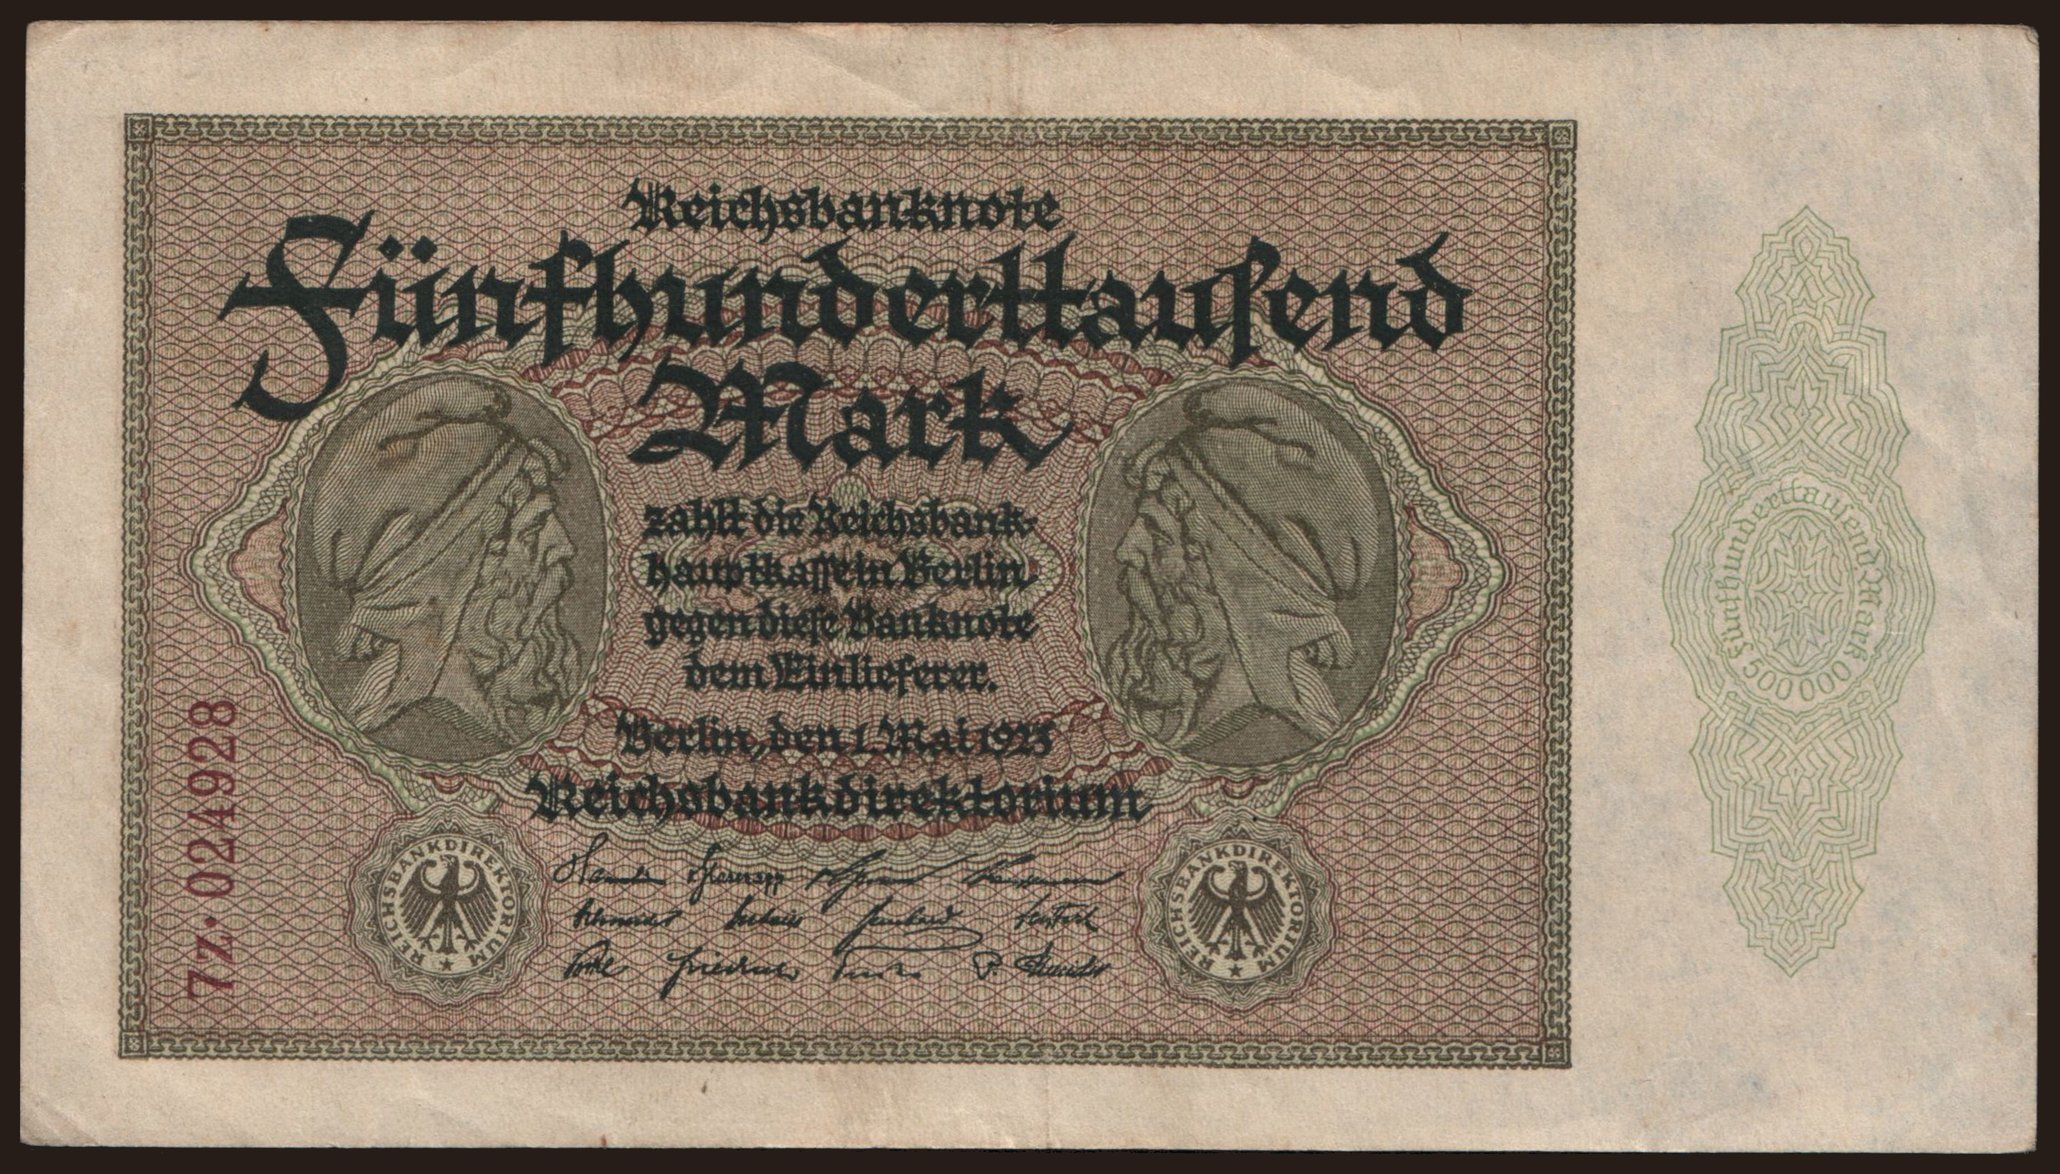 Reichsbanknote
Fünfhunderttausend
Mark
zahlt die Reichsbank-
hauptkasse in Berlin
gegen diese Banknote
dem Einlieferer.
Berlin, den 1. Mai 1923
Reichsbankdirektorium
7Z·024928
REICHSBANKDIREKTORIUM
REICHSBANKDIREKTORIUM
Fünfhunderttausend Mark
500000